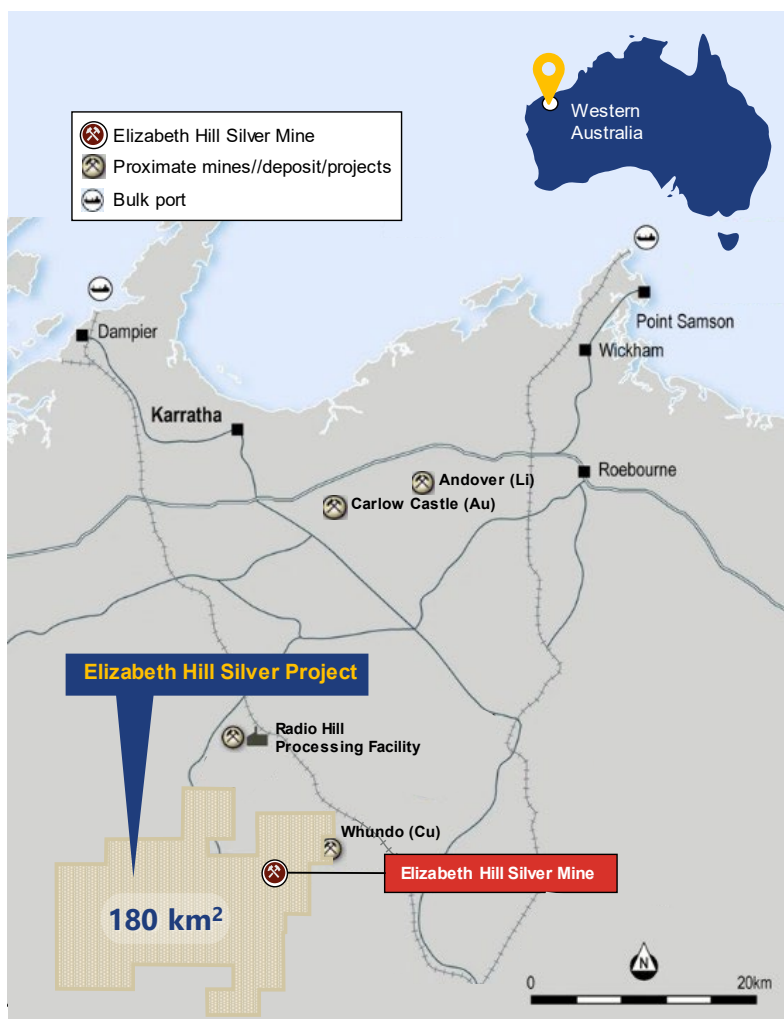 Western
Australia
Elizabeth Hill Silver Mine
Proximate mines//deposit/projects
Bulk port
Dampier
Point Samson
Wickham
Karratha
Roebourne
Andover (Li)
Carlow Castle (Au)
Elizabeth Hill Silver Project
Radio Hill
Processing Facility
Whundo (Cu)
Elizabeth Hill Silver Mine
180 km²
N
0 20km